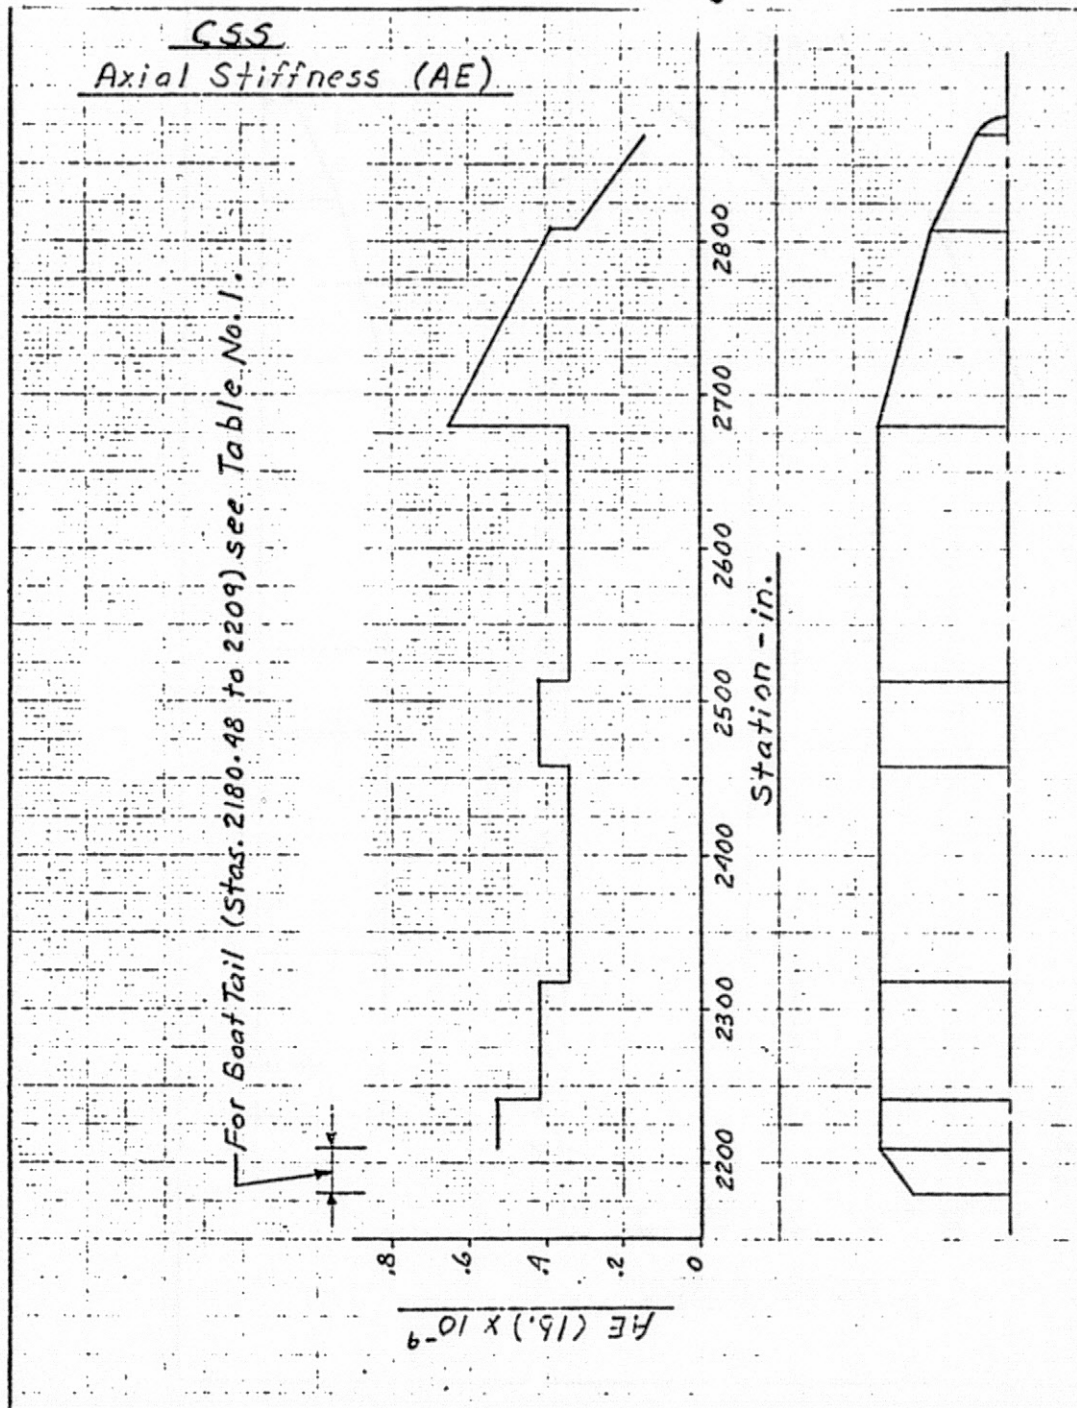 CSS
Axial Stiffness (AE)
For Boat Tail (Stas. 2180.48 to 2209) see Table No. 1.
2800
2700
2600
2500
2400
2300
2200
Station - in.
.8
.6
.4
.2
0
AE (lb.) x 10⁻⁹